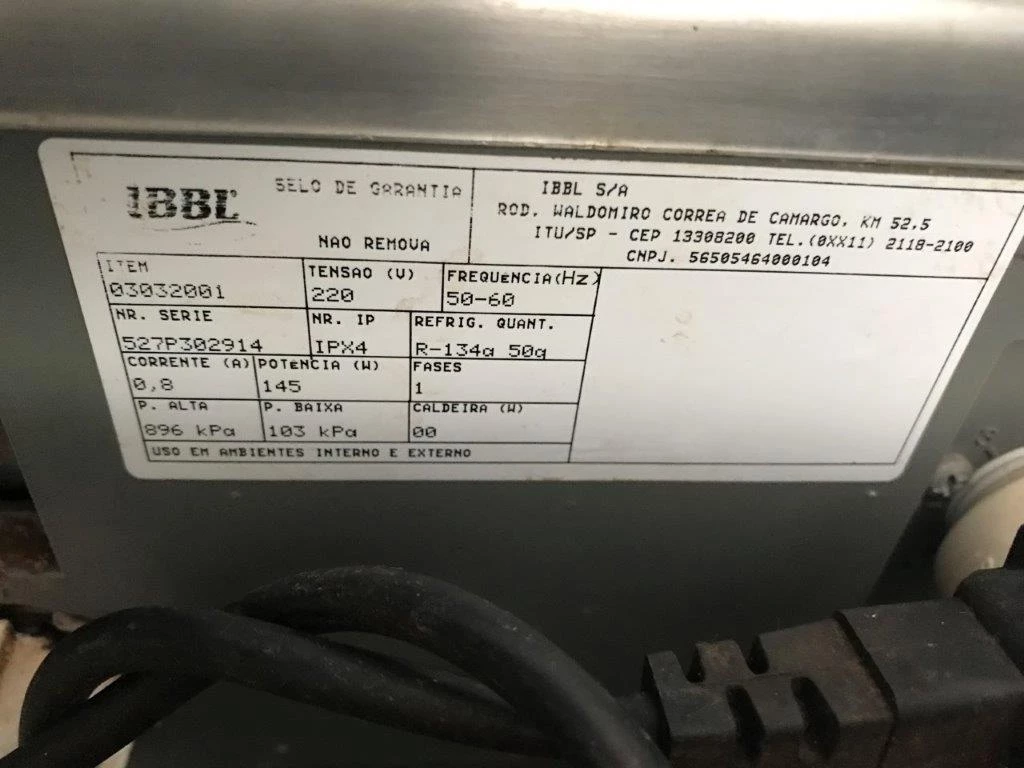 IBBL SELO DE GARANTIA
NAO REMOVA
IBBL S/A
ROD. WALDOMIRO CORREA DE CAMARGO, KM 52,5
ITU/SP - CEP 13308200 TEL.(0XX11) 2118-2100
CNPJ. 56505464000104
ITEM TENSAO (V) FREQUENCIA(Hz)
03032001 220 50-60
NR. SERIE NR. IP REFRIG. QUANT.
527P302914 IPX4 R-134a 50g
CORRENTE (A) POTENCIA (W) FASES
0,8 145 1
P. ALTA P. BAIXA CALDEIRA (W)
896 kPa 103 kPa 00
USO EM AMBIENTES INTERNO E EXTERNO